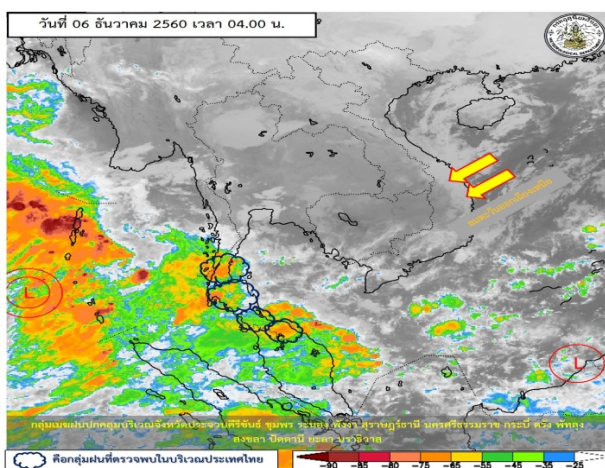 วันที่ 06 ธันวาคม 2560 เวลา 04.00 น.
L
L
กลุ่มเมฆฝนปกคลุมบริเวณจังหวัดประจวบคีรีขันธ์ ชุมพร ระนอง พังงา สุราษฎร์ธานี นครศรีธรรมราช กระบี่ ตรัง พัทลุง
สงขลา ปัตตานี ยะลา นราธิวาส
คือกลุ่มฝนที่ตรวจพบในบริเวณประเทศไทย
-90 -85 -80 -75 -65 -55 -45 -35 -25